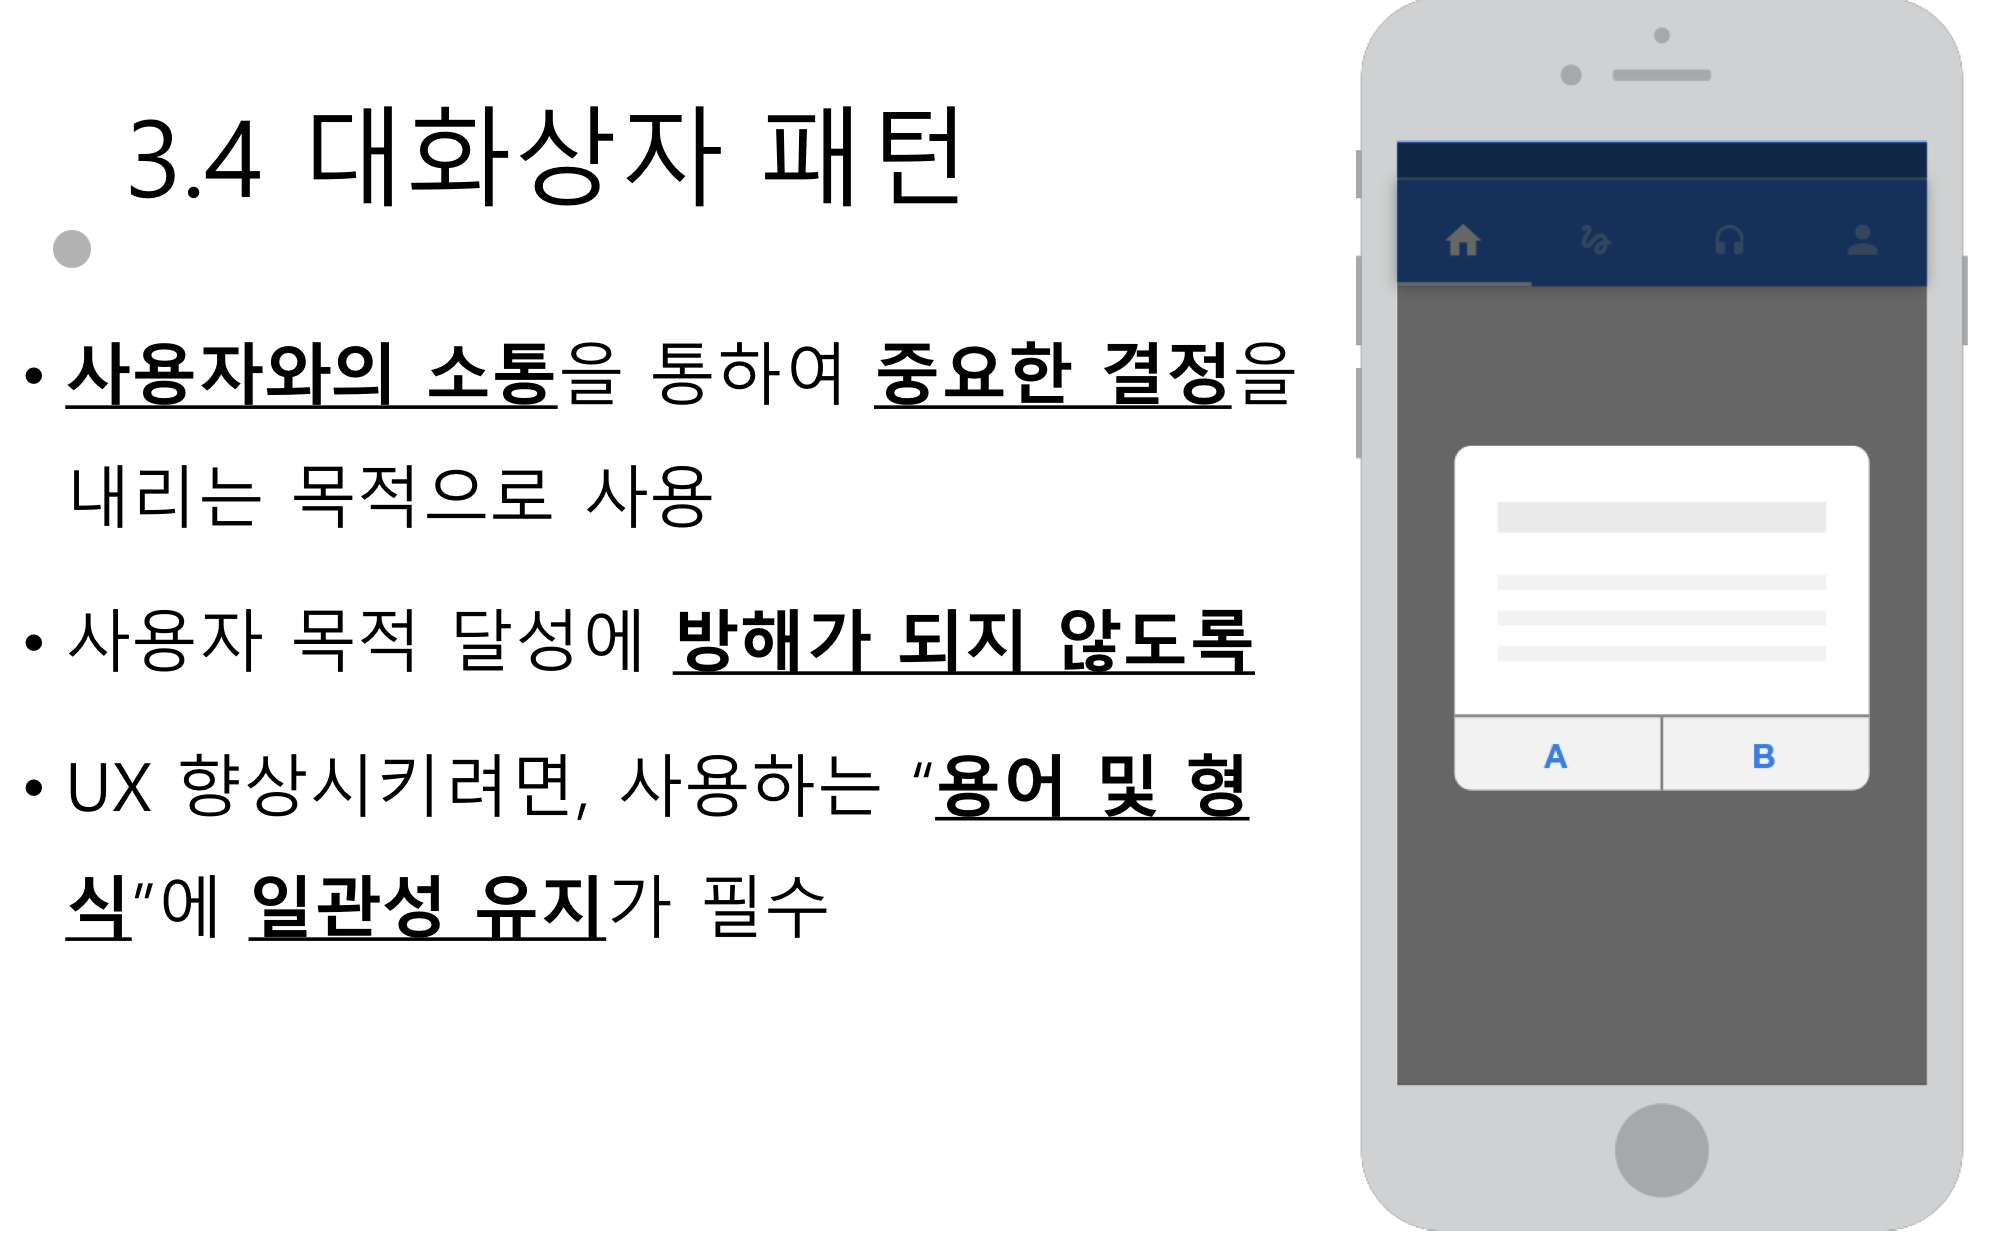 3.4 대화상자 패턴
• 사용자와의 소통을 통하여 중요한 결정을
내리는 목적으로 사용
• 사용자 목적 달성에 방해가 되지 않도록
• UX 향상시키려면, 사용하는 “용어 및 형
식”에 일관성 유지가 필수
A
B